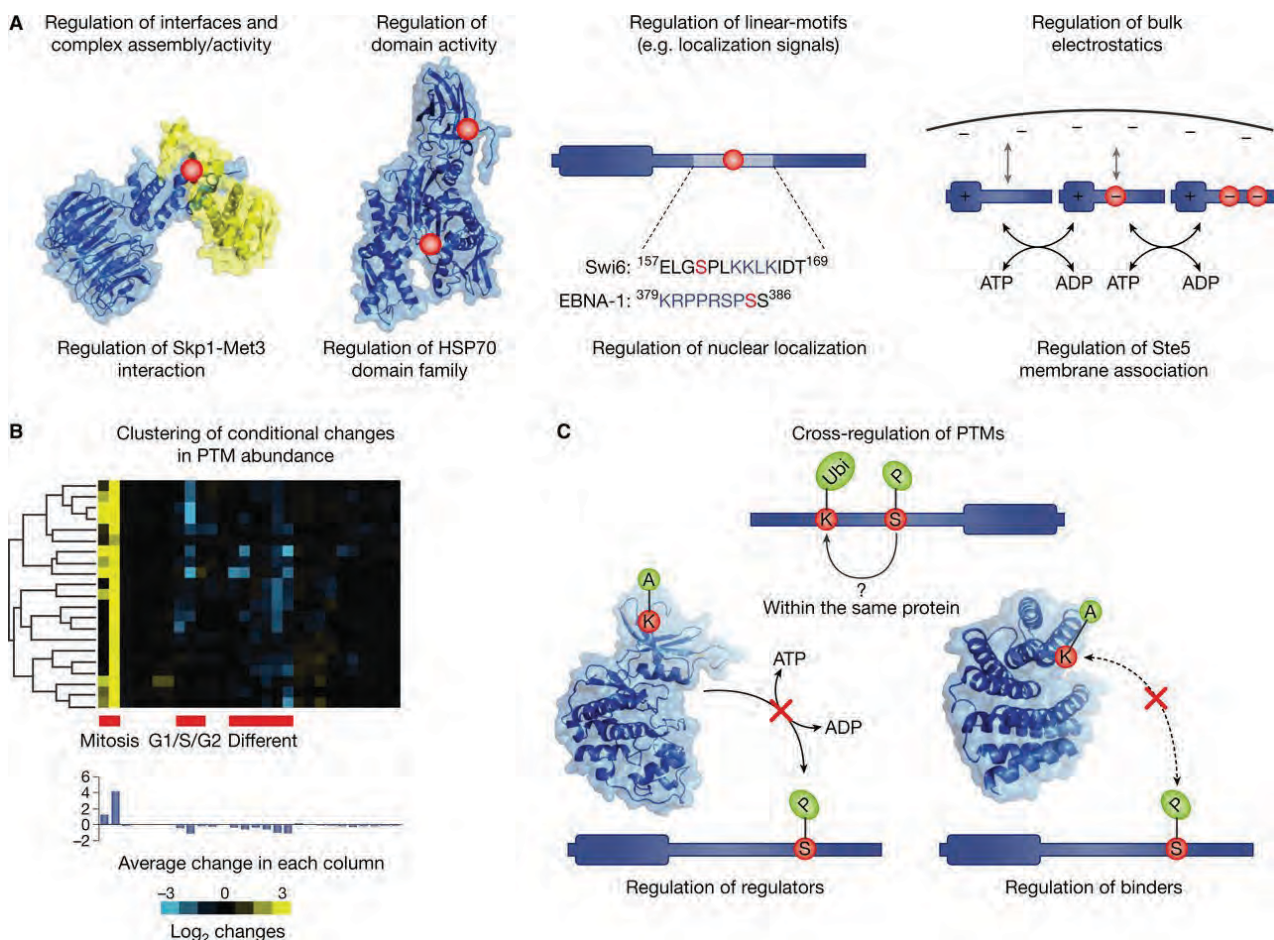 A
Regulation of interfaces and
complex assembly/activity
Regulation of Skp1-Met3
interaction
Regulation of
domain activity
Regulation of HSP70
domain family
Regulation of linear-motifs
(e.g. localization signals)
Swi6: 157ELGSPLKKLKIDT169
EBNA-1: 379KRPPRSPSS386
Regulation of nuclear localization
Regulation of bulk
electrostatics
− − − − − −
+ + − + − −
ATP ADP ATP ADP
Regulation of Ste5
membrane association
B
Clustering of conditional changes
in PTM abundance
Mitosis G1/S/G2 Different
6
4
2
0
−2
Average change in each column
−3 0 3
Log2 changes
C
Cross-regulation of PTMs
Ubi P
K S
?
Within the same protein
A
K
ATP
ADP
P
S
Regulation of regulators
A
K
P
S
Regulation of binders